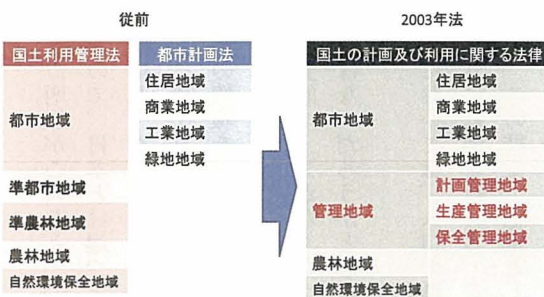 従前
国土利用管理法
都市計画法
都市地域
住居地域
商業地域
工業地域
緑地地域
準都市地域
準農林地域
農林地域
自然環境保全地域
2003年法
国土の計画及び利用に関する法律
都市地域
住居地域
商業地域
工業地域
緑地地域
管理地域
計画管理地域
生産管理地域
保全管理地域
農林地域
自然環境保全地域